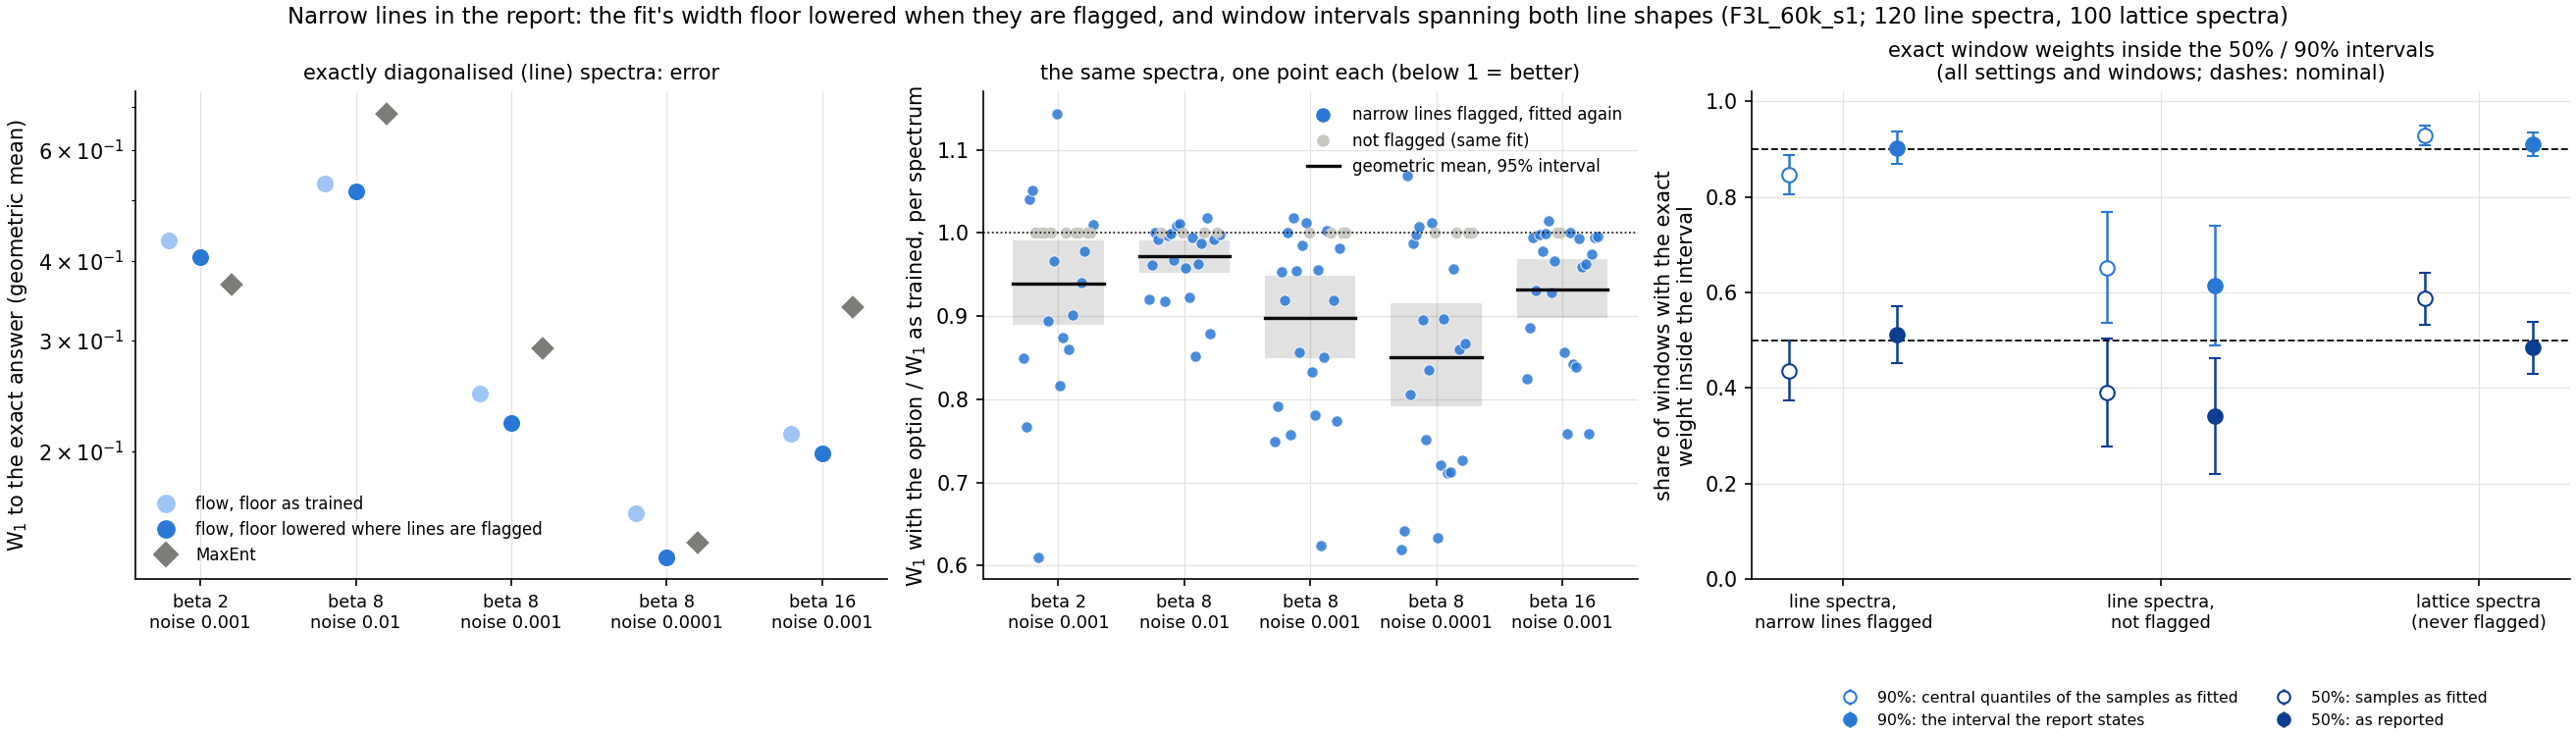 Narrow lines in the report: the fit's width floor lowered when they are flagged, and window intervals spanning both line shapes (F3L_60k_s1; 120 line spectra, 100 lattice spectra)
exactly diagonalised (line) spectra: error
W₁ to the exact answer (geometric mean)
6 × 10⁻¹
4 × 10⁻¹
3 × 10⁻¹
2 × 10⁻¹
flow, floor as trained
flow, floor lowered where lines are flagged
MaxEnt
beta 2
noise 0.001
beta 8
noise 0.01
beta 8
noise 0.001
beta 8
noise 0.0001
beta 16
noise 0.001
the same spectra, one point each (below 1 = better)
W₁ with the option / W₁ as trained, per spectrum
1.1
1.0
0.9
0.8
0.7
0.6
narrow lines flagged, fitted again
not flagged (same fit)
geometric mean, 95% interval
beta 2
noise 0.001
beta 8
noise 0.01
beta 8
noise 0.001
beta 8
noise 0.0001
beta 16
noise 0.001
exact window weights inside the 50% / 90% intervals
(all settings and windows; dashes: nominal)
share of windows with the exact
weight inside the interval
1.0
0.8
0.6
0.4
0.2
0.0
line spectra,
narrow lines flagged
line spectra,
not flagged
lattice spectra
(never flagged)
90%: central quantiles of the samples as fitted
90%: the interval the report states
50%: samples as fitted
50%: as reported